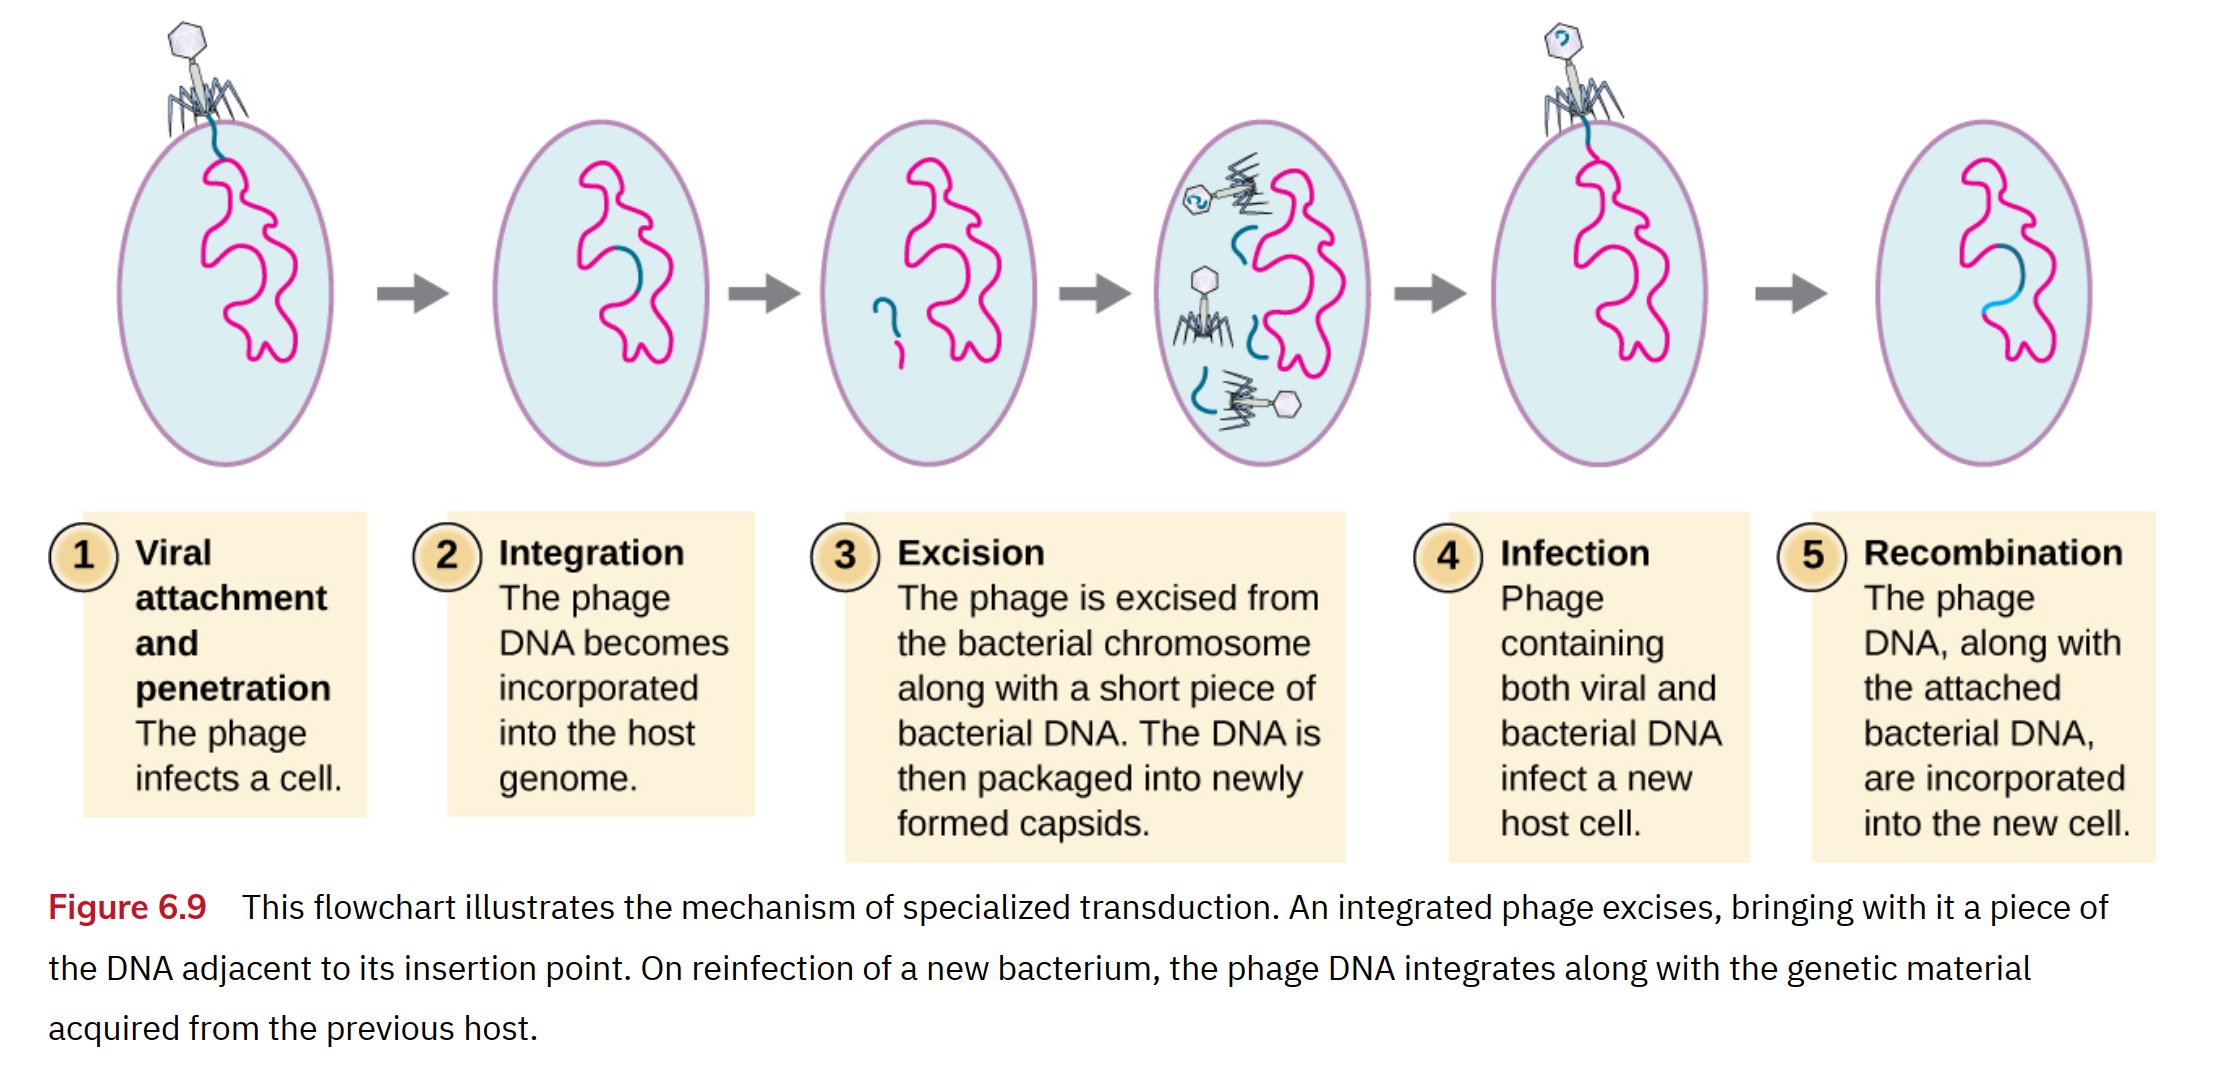 1
Viral
attachment
and
penetration
The phage
infects a cell.
2
Integration
The phage
DNA becomes
incorporated
into the host
genome.
3
Excision
The phage is excised from
the bacterial chromosome
along with a short piece of
bacterial DNA. The DNA is
then packaged into newly
formed capsids.
4
Infection
Phage
containing
both viral and
bacterial DNA
infect a new
host cell.
5
Recombination
The phage
DNA, along with
the attached
bacterial DNA,
are incorporated
into the new cell.
Figure 6.9 This flowchart illustrates the mechanism of specialized transduction. An integrated phage excises, bringing with it a piece of
the DNA adjacent to its insertion point. On reinfection of a new bacterium, the phage DNA integrates along with the genetic material
acquired from the previous host.